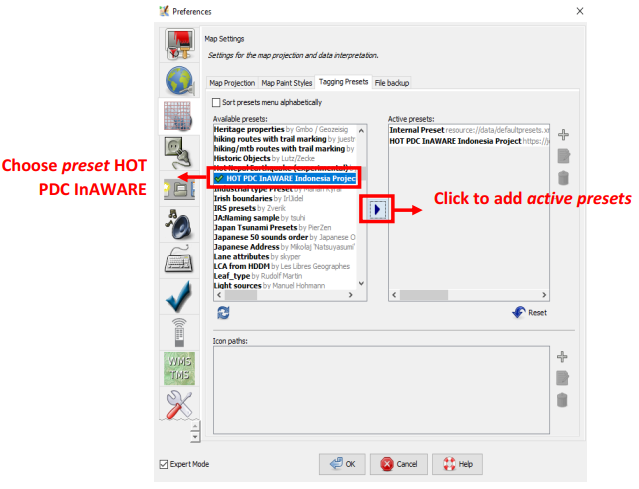 Preferences
Map Settings
Settings for the map projection and data interpretation.
Map Projection Map Paint Styles Tagging Presets File backup
Sort presets menu alphabetically
Available presets:
Heritage properties by Gmbo / Geozeisig
hiking routes with trail marking by Juestr
hiking/mtb routes with trail marking by
Historic Objects by Lutz/Zecke
Hot Nepal Earthquake (experimental)
HOT PDC InAWARE Indonesia Projec
Industrial type Preset by
Irish boundaries by IrlJidel
IRS presets by Zverik
JA:Naming sample by tsuhi
Japan Tsunami Presets by PierZen
Japanese 50 sounds order by Japanese O
Japanese Address by Mikolaj 'Natsuyasumi'
Lane attributes by skyper
LCA from HDDM by Les Libres Geographes
Leaf_type by Rudolf Martin
Light sources by Manuel Hohmann
Active presets:
Internal Preset resource://data/defaultpresets.x
HOT PDC InAWARE Indonesia Project https://j
Reset
Icon paths:
WMS
TMS
Expert Mode
OK
Cancel
Help
Choose preset HOT
PDC InAWARE
Click to add active presets